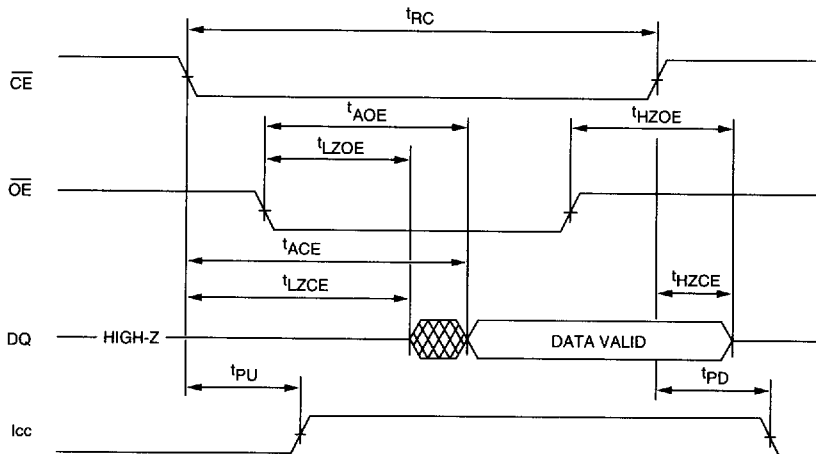 tRC
CE
tAOE
tHZOE
tLZOE
OE
tACE
tLZCE
tHZCE
DQ HIGH-Z DATA VALID
tPU
tPD
Icc